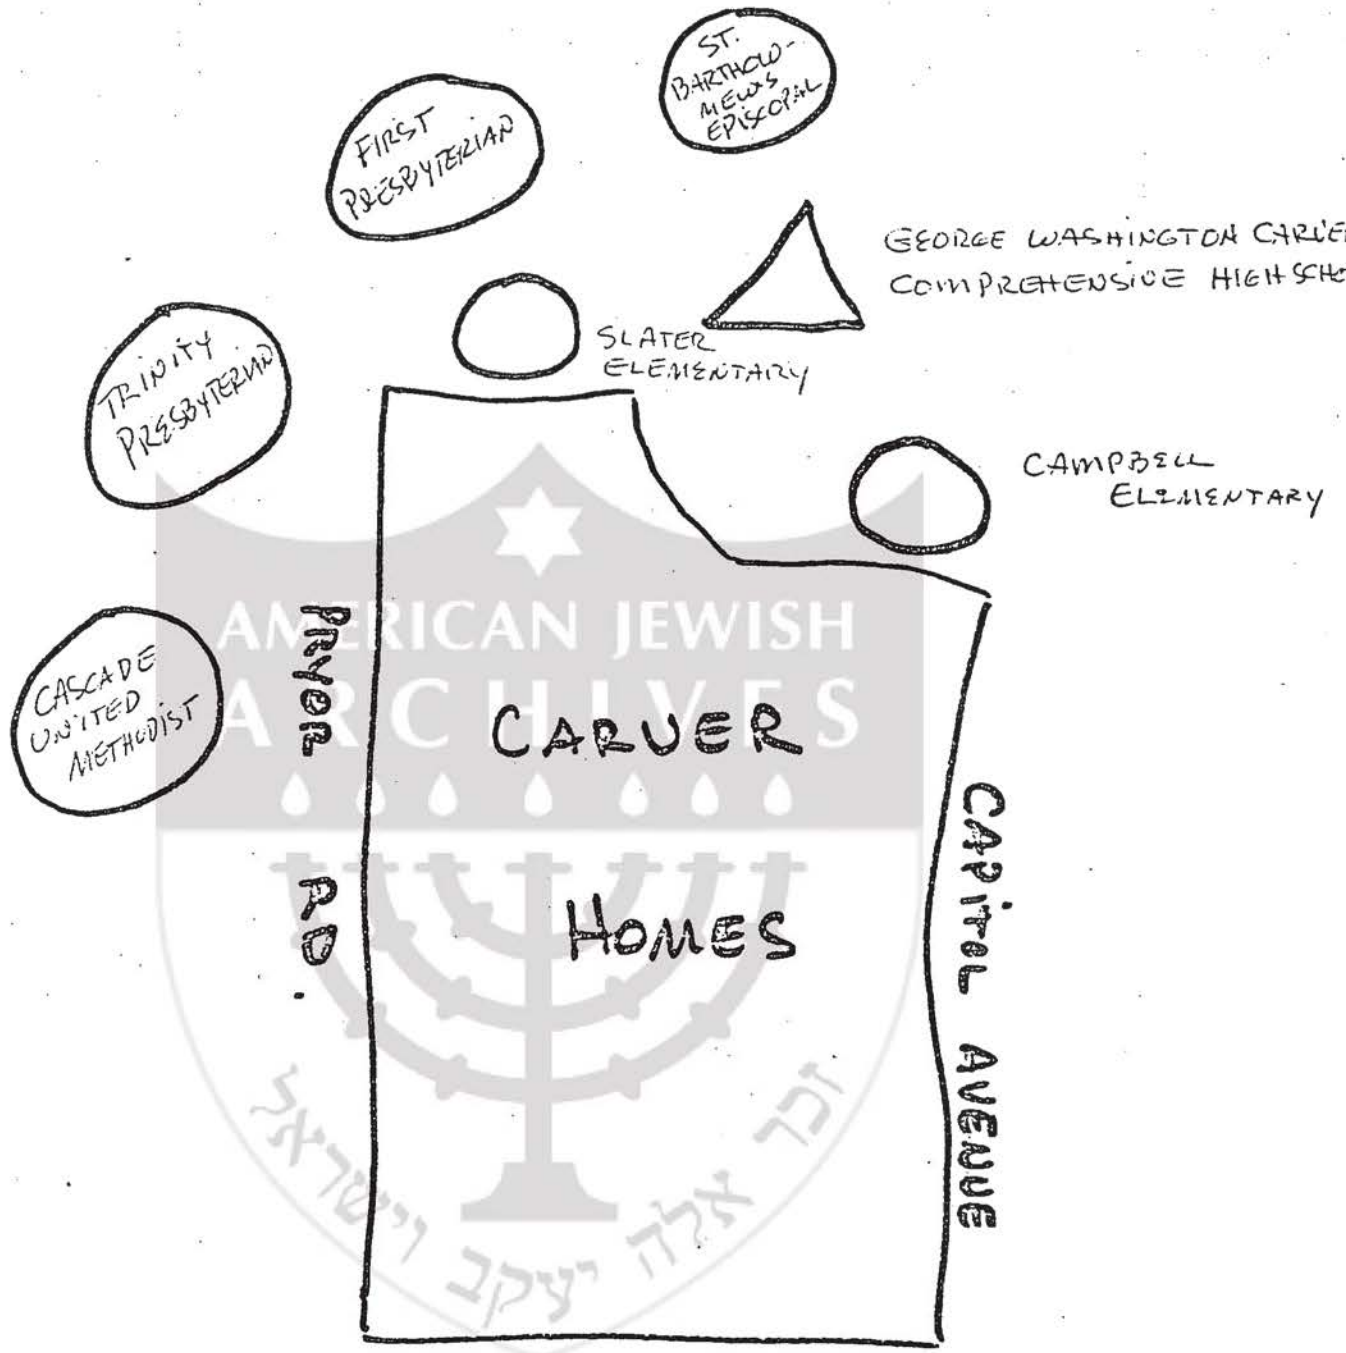 ST.
BARTHOLO-
MEWS
EPISCOPAL
FIRST
PRESBYTERIAN
GEORGE WASHINGTON CARVER
COMPREHENSIVE HIGH SCHO
SLATER
ELEMENTARY
TRINITY
PRESBYTERIAN
CAMPBELL
ELEMENTARY
CASCADE
UNITED
METHODIST
PRYOR RD.
AMERICAN JEWISH
ARCHIVES
CARVER
HOMES
CAPITOL AVENUE
זכר אלה יעקב וישראל